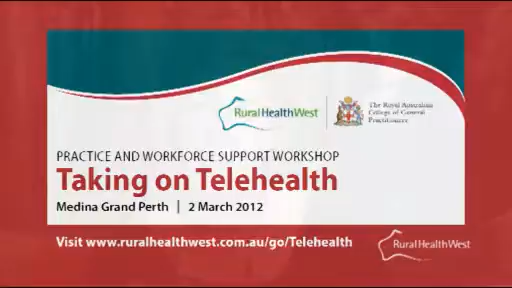 RuralHealthWest
The Royal Australian
College of General
Practitioners
PRACTICE AND WORKFORCE SUPPORT WORKSHOP
Taking on Telehealth
Medina Grand Perth | 2 March 2012
Visit www.ruralhealthwest.com.au/go/Telehealth
RuralHealthWest